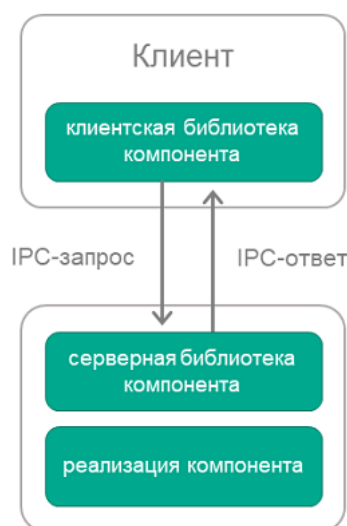 Клиент
клиентская библиотека
компонента
IPC-запрос
IPC-ответ
серверная библиотека
компонента
реализация компонента